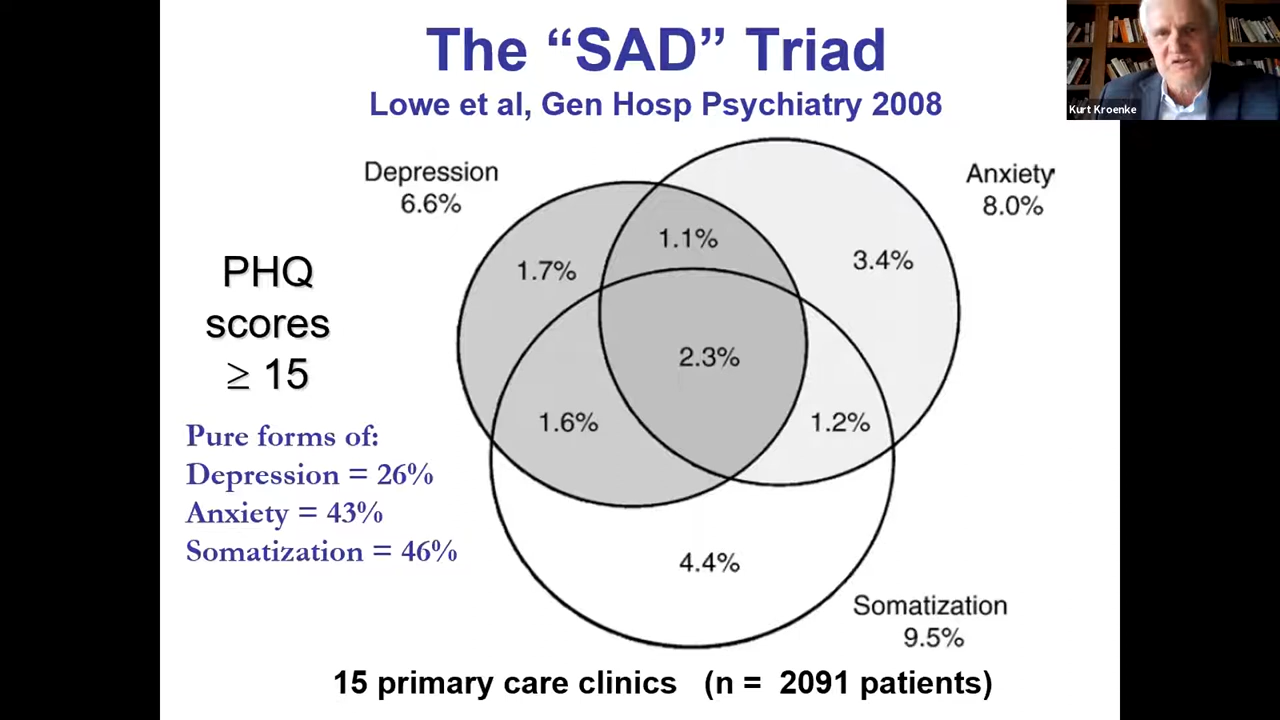 The “SAD” Triad
Lowe et al, Gen Hosp Psychiatry 2008
Kurt Kroenke
Depression
6.6%
Anxiety
8.0%
1.1%
1.7%
3.4%
PHQ
scores
≥ 15
2.3%
1.6%
1.2%
Pure forms of:
Depression = 26%
Anxiety = 43%
Somatization = 46%
4.4%
Somatization
9.5%
15 primary care clinics (n = 2091 patients)